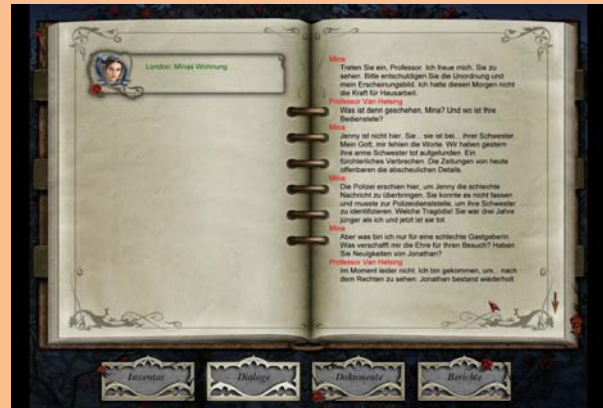 London: Minas Wohnung
Mina
Treten Sie ein, Professor. Ich freue mich, Sie zu
sehen. Bitte entschuldigen Sie die Unordnung und
mein Erscheinungsbild. Ich hatte diesen Morgen nicht
die Kraft für Hausarbeit.
Professor Van Helsing
Was ist denn geschehen, Mina? Und wo ist Ihre
Bedienstete?
Mina
Jenny ist nicht hier. Sie... sie ist bei... ihrer Schwester.
Mein Gott, mir fehlen die Worte. Wir haben gestern
ihre arme Schwester tot aufgefunden. Ein
fürchterliches Verbrechen. Die Zeitungen von heute
offenbaren die abscheulichen Details.
Mina
Die Polizei erschien hier, um Jenny die schlechte
Nachricht zu überbringen. Sie konnte es nicht fassen
und musste zur Polizeidienststelle, um ihre Schwester
zu identifizieren. Welche Tragödie! Sie war drei Jahre
jünger als ich und jetzt ist sie tot.
Mina
Aber was bin ich nur für eine schlechte Gastgeberin.
Was verschafft mir die Ehre für Ihren Besuch? Haben
Sie Neuigkeiten von Jonathan?
Professor Van Helsing
Im Moment leider nicht. Ich bin gekommen, um... nach
dem Rechten zu sehen. Jonathan bestand wiederholt
Inventar
Dialoge
Dokumente
Berichte